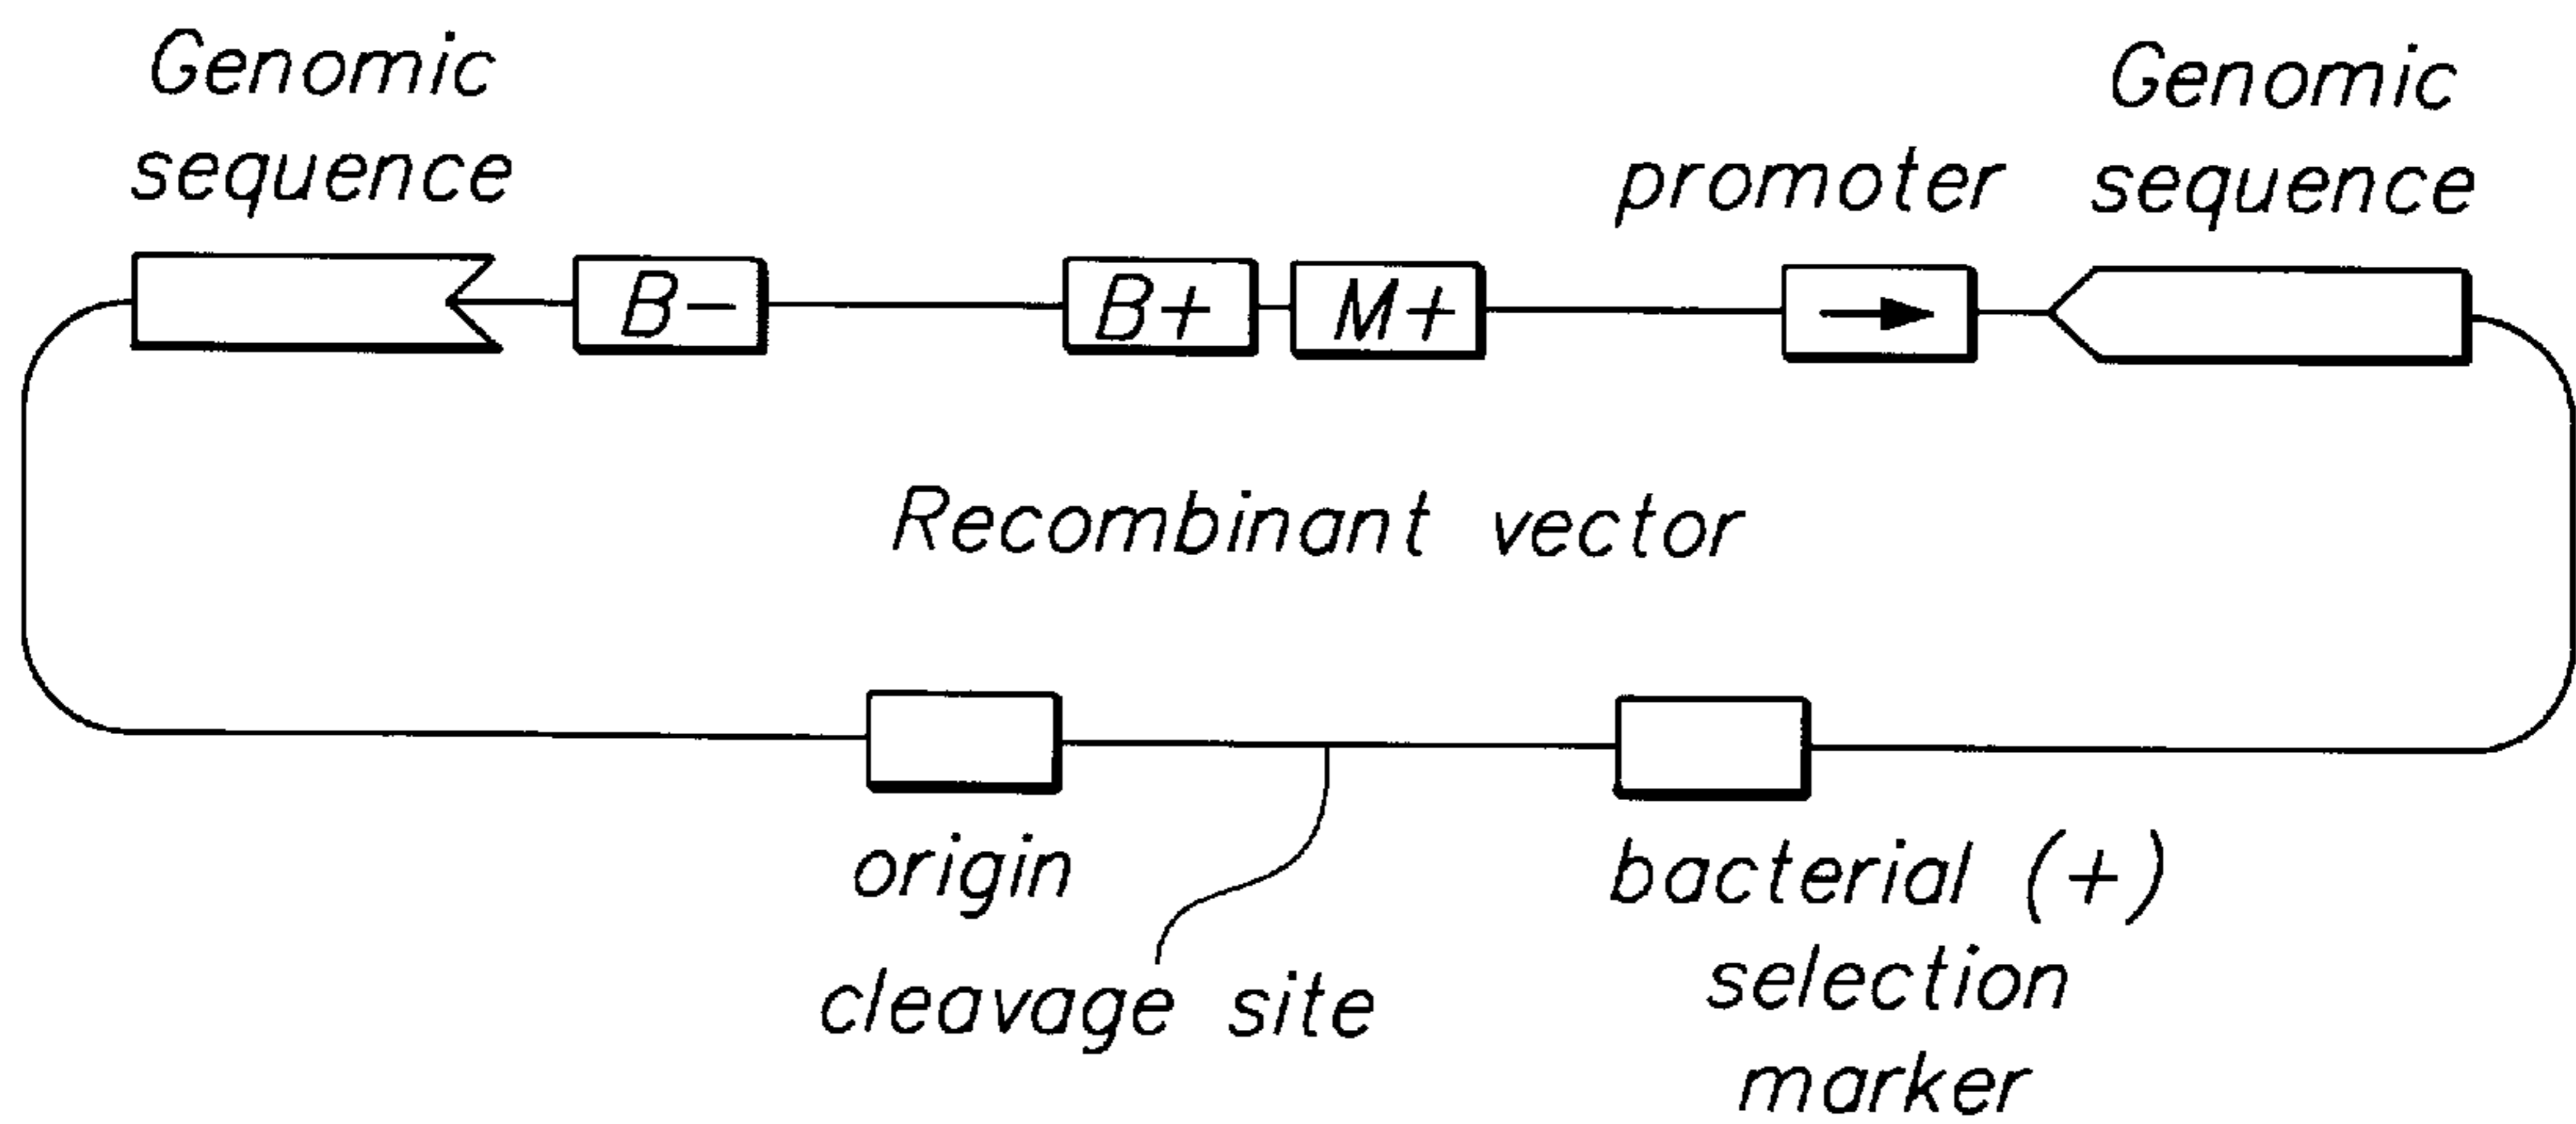 Genomic
sequence
promoter
Genomic
sequence
B-
B+
M+
Recombinant vector
origin
cleavage site
bacterial (+)
selection
marker